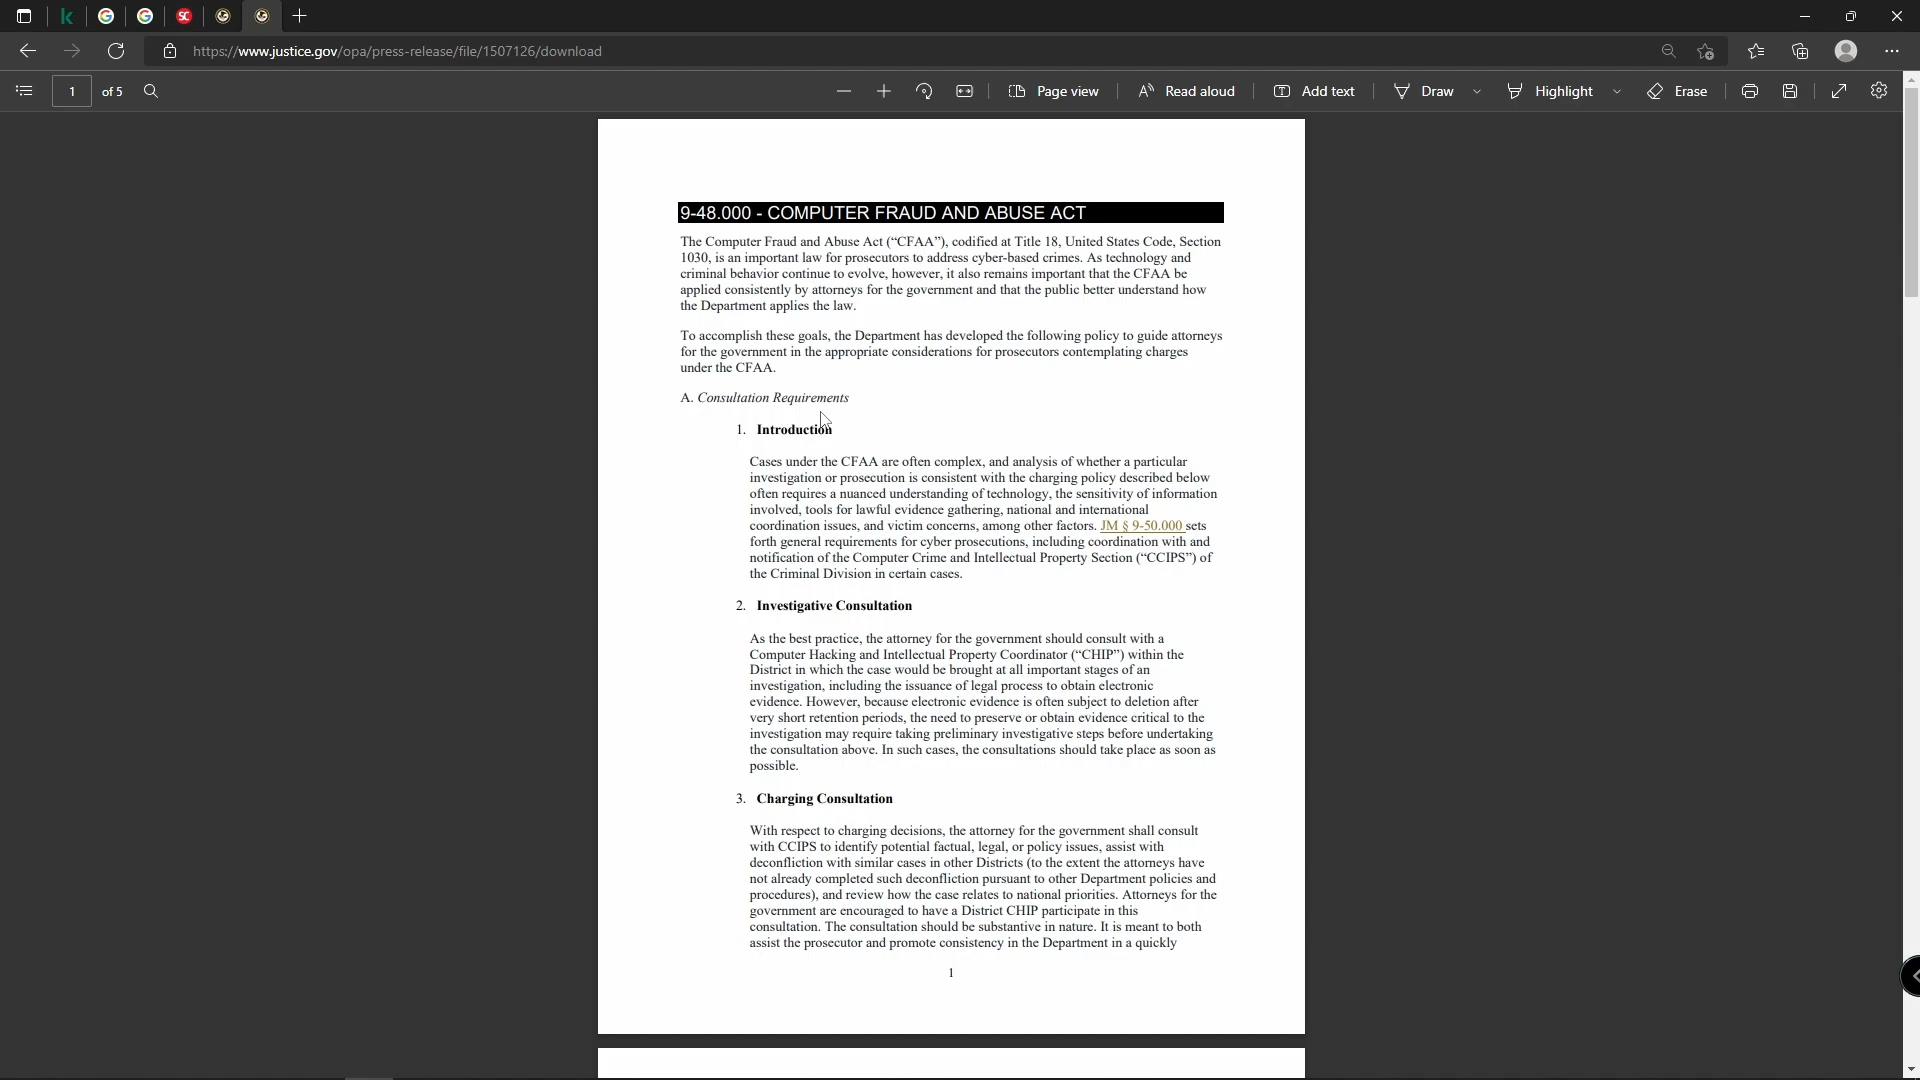 https://www.justice.gov/opa/press-release/file/1507126/download
1 of 5 Page view A Read aloud T Add text Draw Highlight Erase
9-48.000 - COMPUTER FRAUD AND ABUSE ACT
The Computer Fraud and Abuse Act (“CFAA”), codified at Title 18, United States Code, Section
1030, is an important law for prosecutors to address cyber-based crimes. As technology and
criminal behavior continue to evolve, however, it also remains important that the CFAA be
applied consistently by attorneys for the government and that the public better understand how
the Department applies the law.
To accomplish these goals, the Department has developed the following policy to guide attorneys
for the government in the appropriate considerations for prosecutors contemplating charges
under the CFAA.
A. Consultation Requirements
1. Introduction
Cases under the CFAA are often complex, and analysis of whether a particular
investigation or prosecution is consistent with the charging policy described below
often requires a nuanced understanding of technology, the sensitivity of information
involved, tools for lawful evidence gathering, national and international
coordination issues, and victim concerns, among other factors. JM § 9-50.000 sets
forth general requirements for cyber prosecutions, including coordination with and
notification of the Computer Crime and Intellectual Property Section (“CCIPS”) of
the Criminal Division in certain cases.
2. Investigative Consultation
As the best practice, the attorney for the government should consult with a
Computer Hacking and Intellectual Property Coordinator (“CHIP”) within the
District in which the case would be brought at all important stages of an
investigation, including the issuance of legal process to obtain electronic
evidence. However, because electronic evidence is often subject to deletion after
very short retention periods, the need to preserve or obtain evidence critical to the
investigation may require taking preliminary investigative steps before undertaking
the consultation above. In such cases, the consultations should take place as soon as
possible.
3. Charging Consultation
With respect to charging decisions, the attorney for the government shall consult
with CCIPS to identify potential factual, legal, or policy issues, assist with
deconfliction with similar cases in other Districts (to the extent the attorneys have
not already completed such deconfliction pursuant to other Department policies and
procedures), and review how the case relates to national priorities. Attorneys for the
government are encouraged to have a District CHIP participate in this
consultation. The consultation should be substantive in nature. It is meant to both
assist the prosecutor and promote consistency in the Department in a quickly
1